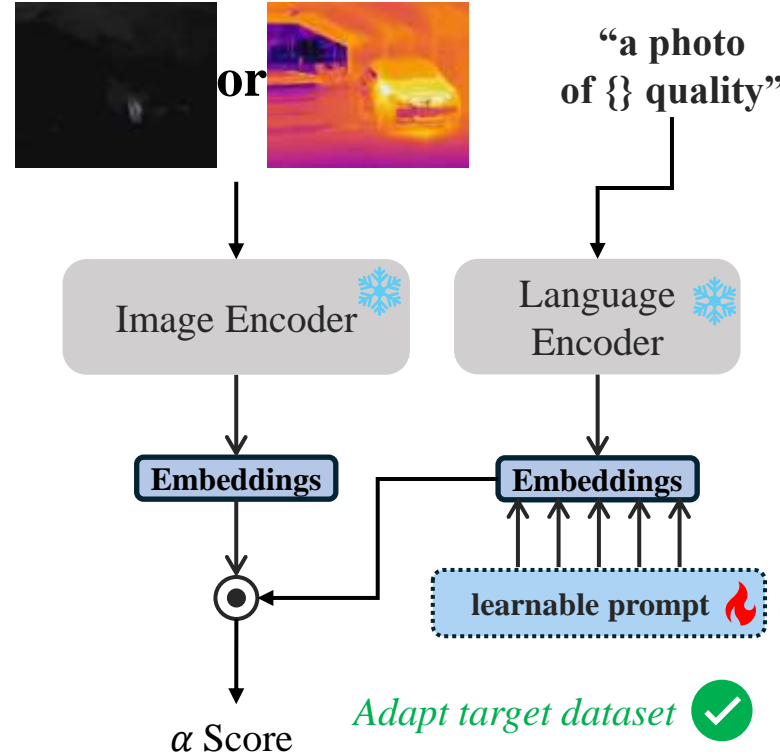 or
“a photo
of {} quality”
Image Encoder
Language
Encoder
Embeddings
Embeddings
learnable prompt
α Score
Adapt target dataset